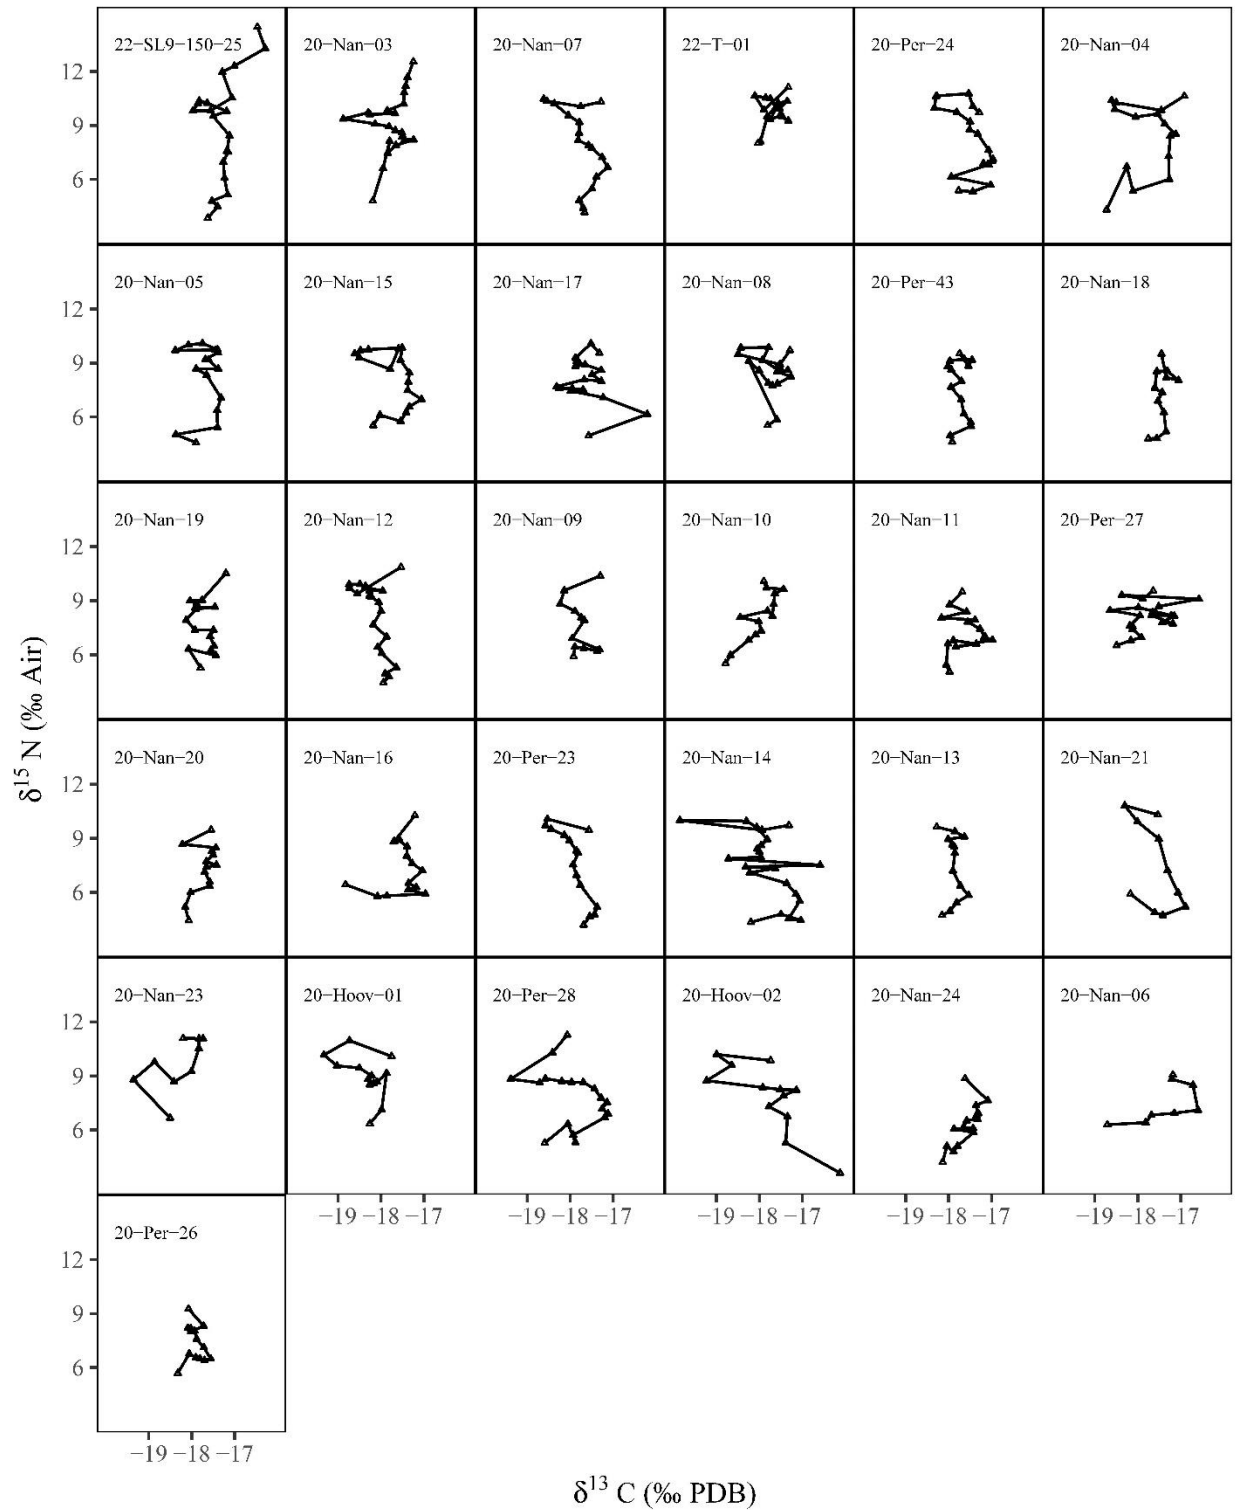 22−SL9−150−25 20−Nan−03 20−Nan−07 22−T−01 20−Per−24 20−Nan−04
12
9
6
20−Nan−05 20−Nan−15 20−Nan−17 20−Nan−08 20−Per−43 20−Nan−18
12
9
6
20−Nan−19 20−Nan−12 20−Nan−09 20−Nan−10 20−Nan−11 20−Per−27
12
9
6
δ15 N (‰ Air)
20−Nan−20 20−Nan−16 20−Per−23 20−Nan−14 20−Nan−13 20−Nan−21
12
9
6
20−Nan−23 20−Hoov−01 20−Per−28 20−Hoov−02 20−Nan−24 20−Nan−06
12
9
6
−19 −18 −17 −19 −18 −17 −19 −18 −17 −19 −18 −17 −19 −18 −17
20−Per−26
12
9
6
−19 −18 −17
δ13 C (‰ PDB)